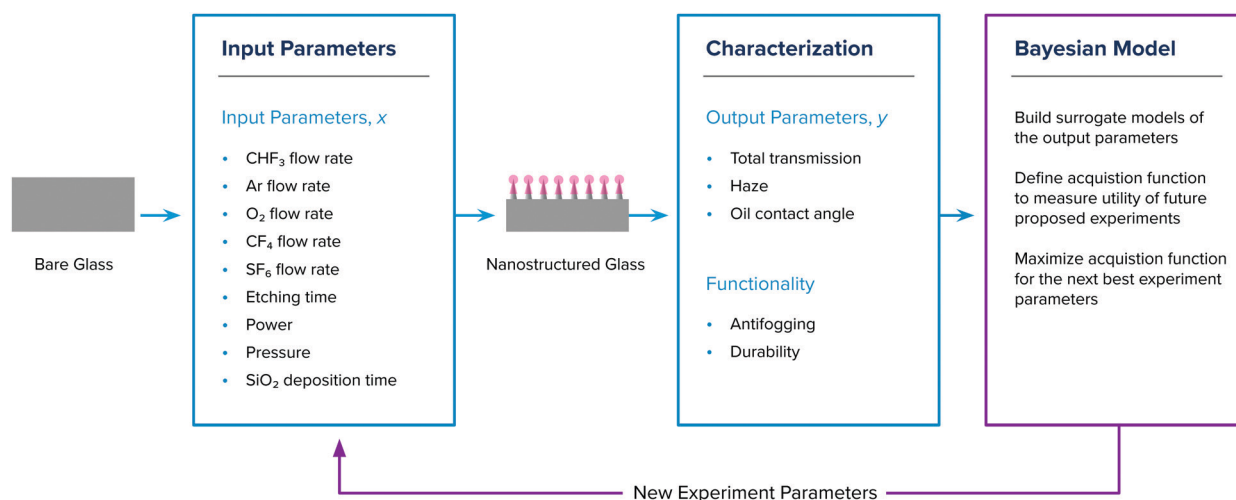 Bare Glass
Input Parameters
Input Parameters, x
• CHF₃ flow rate
• Ar flow rate
• O₂ flow rate
• CF₄ flow rate
• SF₆ flow rate
• Etching time
• Power
• Pressure
• SiO₂ deposition time
Nanostructured Glass
Characterization
Output Parameters, y
• Total transmission
• Haze
• Oil contact angle
Functionality
• Antifogging
• Durability
Bayesian Model
Build surrogate models of
the output parameters
Define acquistion function
to measure utility of future
proposed experiments
Maximize acquistion function
for the next best experiment
parameters
New Experiment Parameters